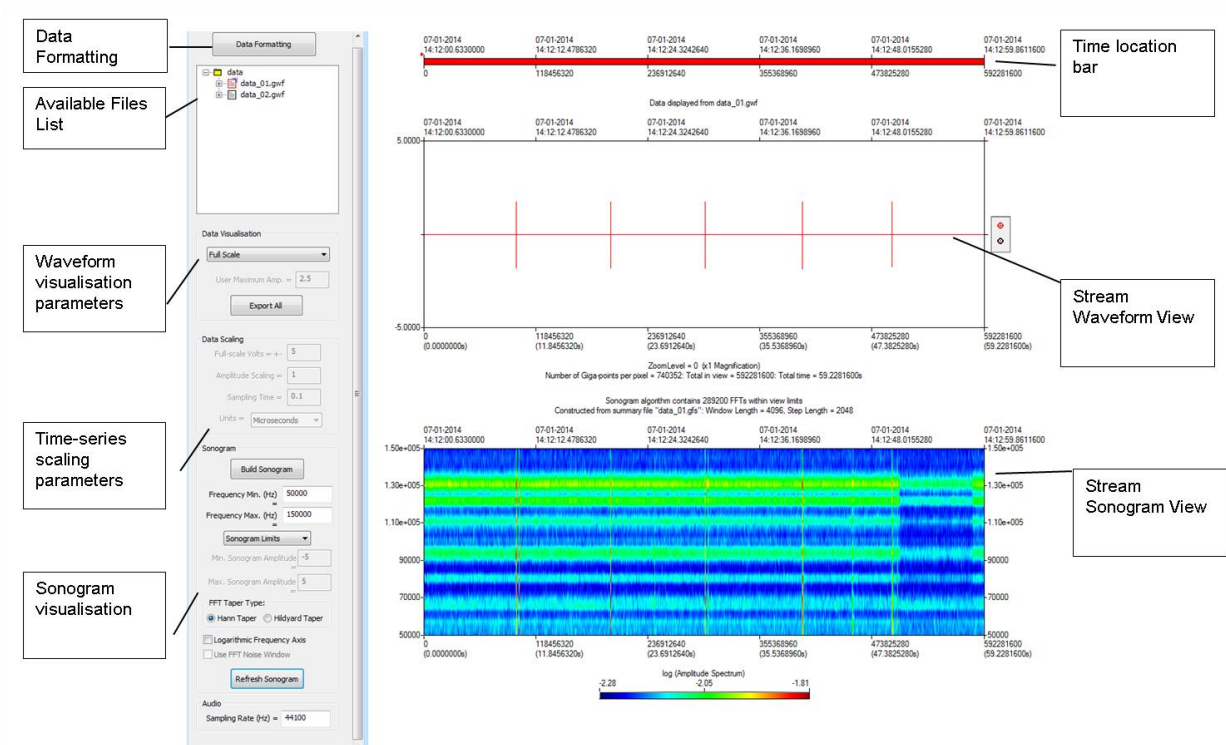 Data
Formatting
Available Files
List
Waveform
visualisation
parameters
Time-series
scaling
parameters
Sonogram
visualisation
Data Formatting
data
data_01.gwf
data_02.gwf
Data Visualisation
Full Scale
User Maximum Amp. = 2.5
Export All
Data Scaling
Full-scale Volts = +- 5
Amplitude Scaling = 1
Sampling Time = 0.1
Units = Microseconds
Sonogram
Build Sonogram
Frequency Min. (Hz) = 50000
Frequency Max. (Hz) = 150000
Sonogram Limits
Min. Sonogram Amplitude = -5
Max. Sonogram Amplitude = 5
FFT Taper Type:
Hann Taper Hildyard Taper
Logarithmic Frequency Axis
Use FFT Noise Window
Refresh Sonogram
Audio
Sampling Rate (Hz) = 44100
07-01-2014 07-01-2014 07-01-2014 07-01-2014 07-01-2014 07-01-2014
14:12:00.6330000 14:12:12.4786320 14:12:24.3242640 14:12:36.1698960 14:12:48.0155280 14:12:59.8611600
0 118456320 236912640 355368960 473825280 592281600
Data displayed from data_01.gwf
07-01-2014 07-01-2014 07-01-2014 07-01-2014 07-01-2014 07-01-2014
14:12:00.6330000 14:12:12.4786320 14:12:24.3242640 14:12:36.1698960 14:12:48.0155280 14:12:59.8611600
5.0000
-5.0000
0 118456320 236912640 355368960 473825280 592281600
(0.0000000s) (11.8456320s) (23.6912640s) (35.5368960s) (47.3825280s) (59.2281600s)
ZoomLevel = 0 (x1 Magnification)
Number of Giga-points per pixel = 740352: Total in view = 592281600: Total time = 59.2281600s
Sonogram algorithm contains 289200 FFTs within view limits
Constructed from summary file "data_01.gfs": Window Length = 4096, Step Length = 2048
07-01-2014 07-01-2014 07-01-2014 07-01-2014 07-01-2014 07-01-2014
14:12:00.6330000 14:12:12.4786320 14:12:24.3242640 14:12:36.1698960 14:12:48.0155280 14:12:59.8611600
1.50e+005 1.50e+005
1.30e+005 1.30e+005
1.10e+005 1.10e+005
90000 90000
70000 70000
50000 50000
0 118456320 236912640 355368960 473825280 592281600
(0.0000000s) (11.8456320s) (23.6912640s) (35.5368960s) (47.3825280s) (59.2281600s)
log (Amplitude Spectrum)
-2.28 -2.05 -1.81
Time location
bar
Stream
Waveform View
Stream
Sonogram View